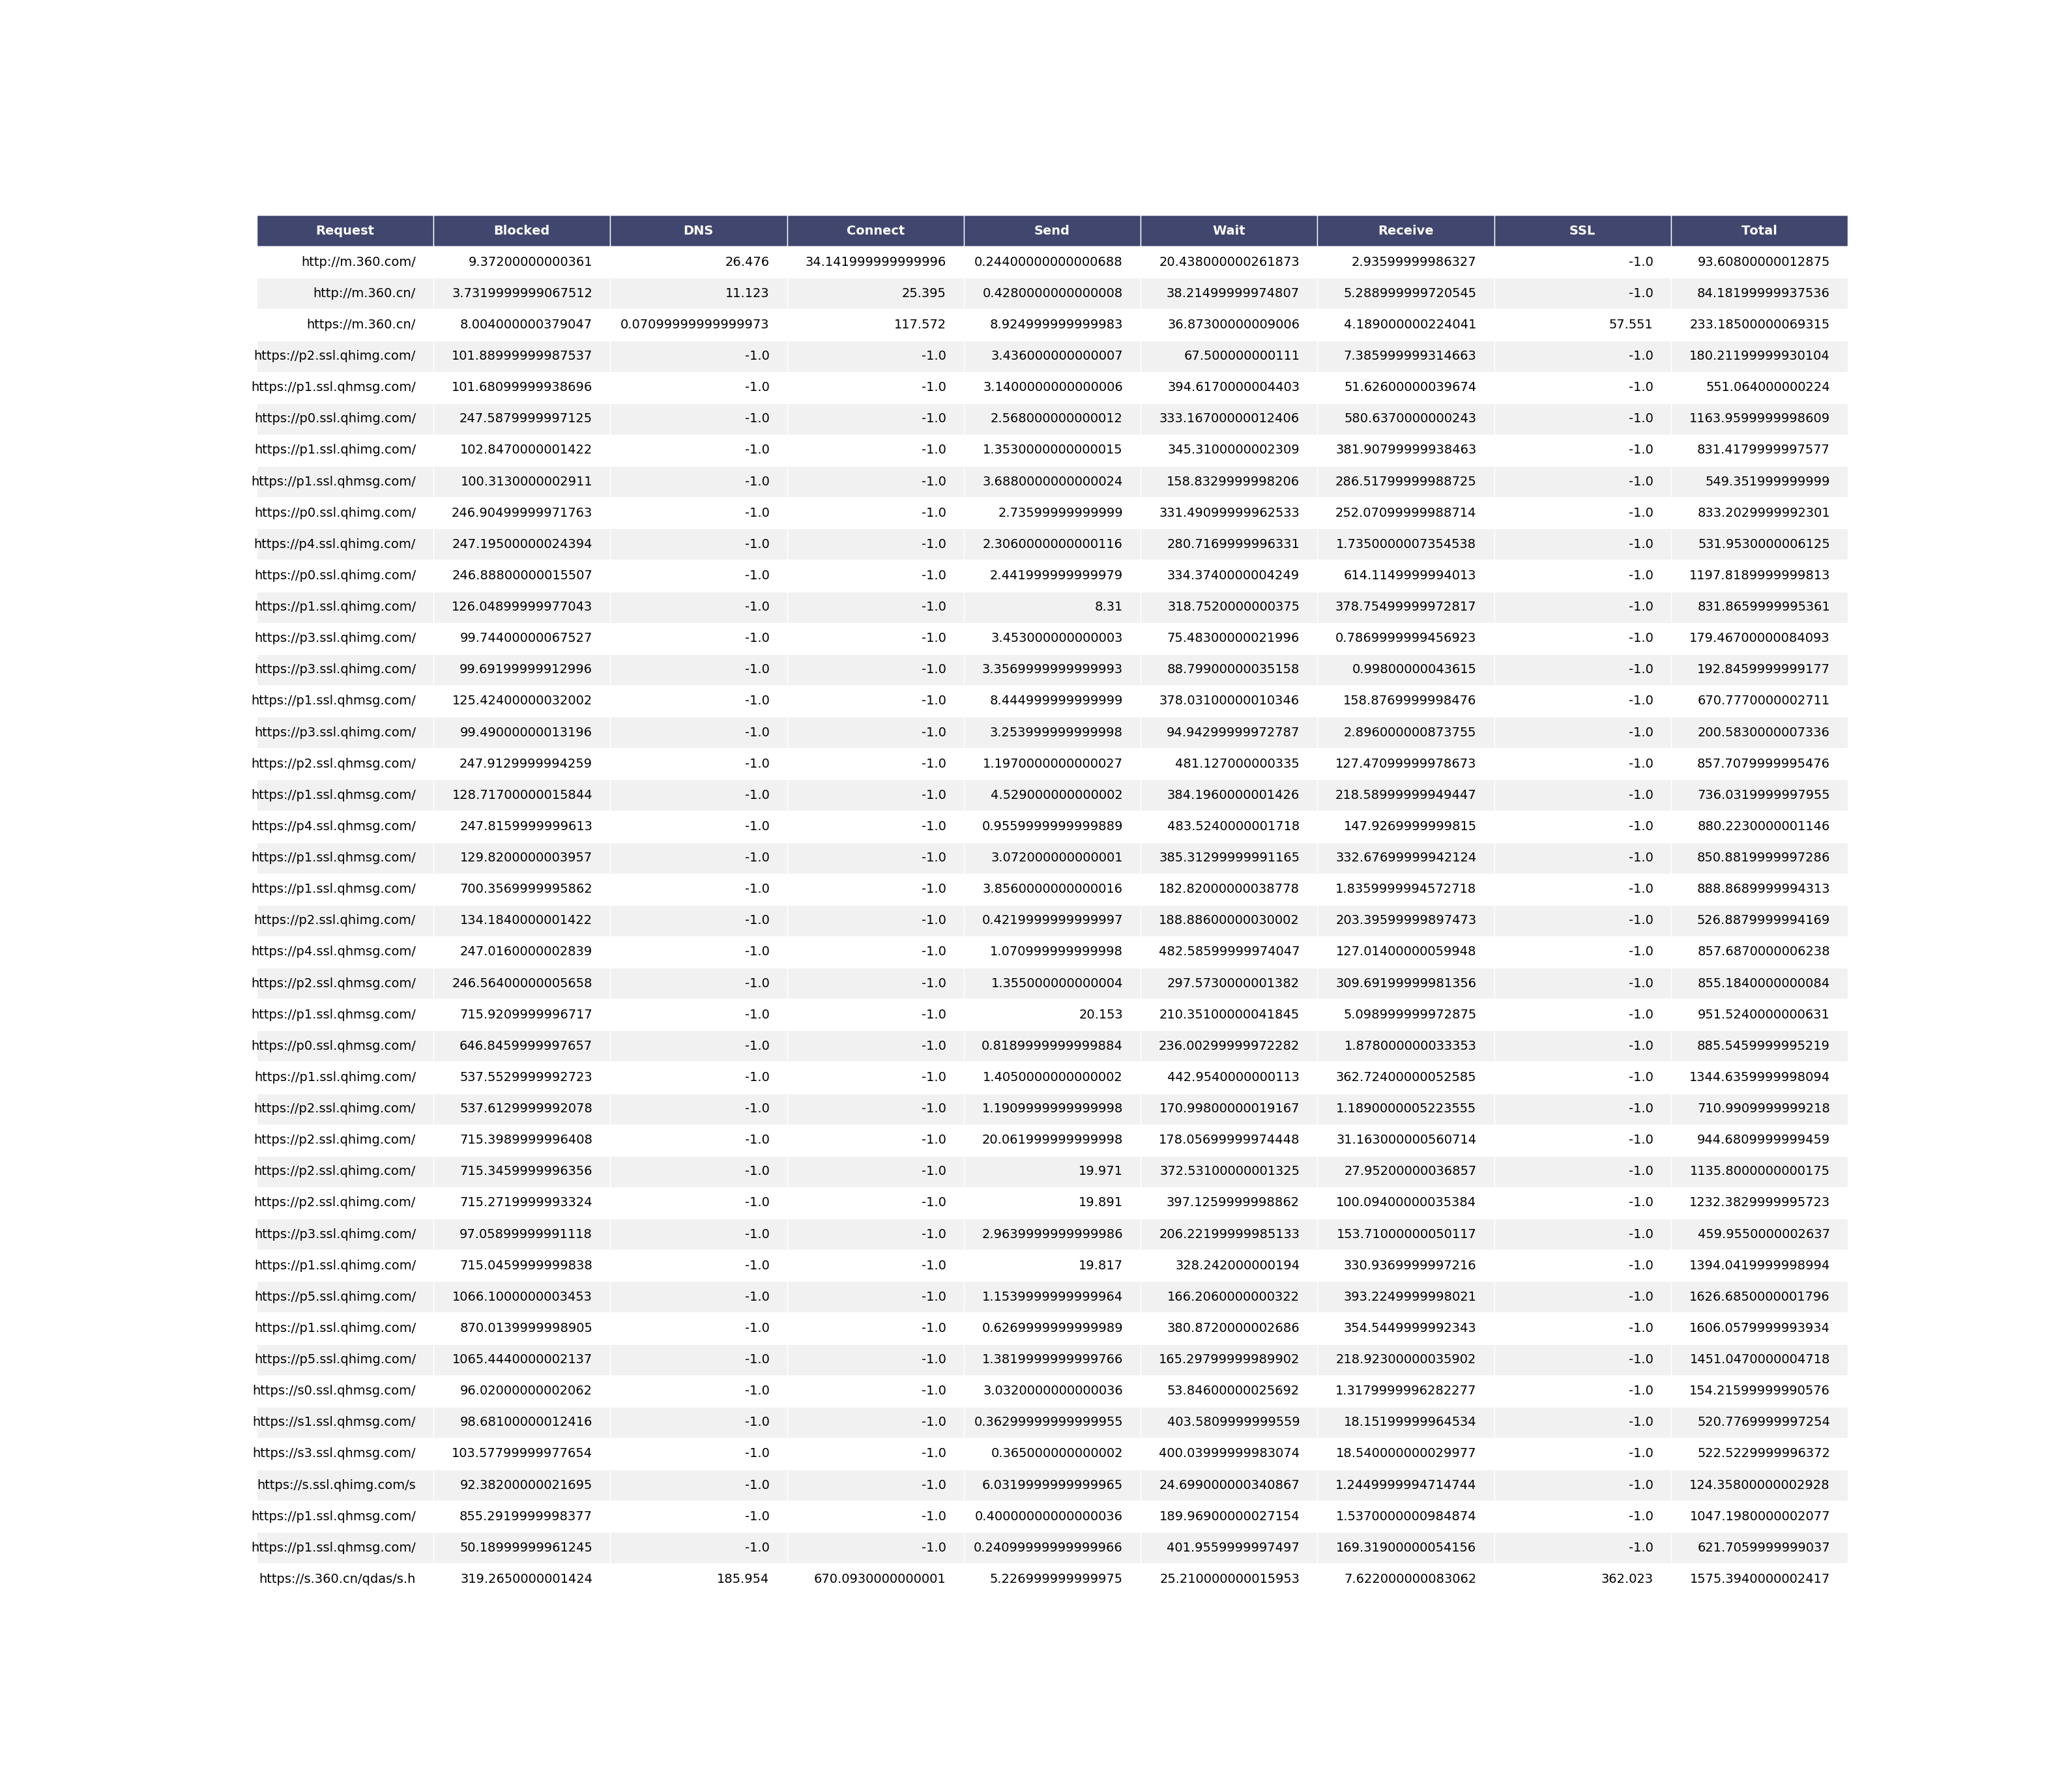 Request Blocked DNS Connect Send Wait Receive SSL Total
http://m.360.com/ 9.37200000000361 26.476 34.141999999999996 0.24400000000000688 20.438000000261873 2.93599999986327 -1.0 93.60800000012875
http://m.360.cn/ 3.7319999999067512 11.123 25.395 0.4280000000000008 38.21499999974807 5.288999999720545 -1.0 84.18199999937536
https://m.360.cn/ 8.004000000379047 0.07099999999999973 117.572 8.924999999999983 36.87300000009006 4.189000000224041 57.551 233.18500000069315
https://p2.ssl.qhimg.com/ 101.88999999987537 -1.0 -1.0 3.436000000000007 67.500000000111 7.385999999314663 -1.0 180.21199999930104
https://p1.ssl.qhmsg.com/ 101.68099999938696 -1.0 -1.0 3.1400000000000006 394.6170000004403 51.62600000039674 -1.0 551.064000000224
https://p0.ssl.qhimg.com/ 247.5879999997125 -1.0 -1.0 2.568000000000012 333.16700000012406 580.6370000000243 -1.0 1163.9599999998609
https://p1.ssl.qhimg.com/ 102.8470000001422 -1.0 -1.0 1.3530000000000015 345.3100000002309 381.90799999938463 -1.0 831.4179999997577
https://p1.ssl.qhmsg.com/ 100.3130000002911 -1.0 -1.0 3.6880000000000024 158.8329999998206 286.51799999988725 -1.0 549.351999999999
https://p0.ssl.qhimg.com/ 246.90499999971763 -1.0 -1.0 2.73599999999999 331.49099999962533 252.07099999988714 -1.0 833.2029999992301
https://p4.ssl.qhimg.com/ 247.19500000024394 -1.0 -1.0 2.3060000000000116 280.7169999996331 1.7350000007354538 -1.0 531.9530000006125
https://p0.ssl.qhimg.com/ 246.88800000015507 -1.0 -1.0 2.441999999999979 334.3740000004249 614.1149999994013 -1.0 1197.8189999999813
https://p1.ssl.qhimg.com/ 126.04899999977043 -1.0 -1.0 8.31 318.7520000000375 378.75499999972817 -1.0 831.8659999995361
https://p3.ssl.qhimg.com/ 99.74400000067527 -1.0 -1.0 3.453000000000003 75.48300000021996 0.7869999999456923 -1.0 179.46700000084093
https://p3.ssl.qhimg.com/ 99.69199999912996 -1.0 -1.0 3.3569999999999993 88.79900000035158 0.99800000043615 -1.0 192.8459999999177
https://p1.ssl.qhmsg.com/ 125.42400000032002 -1.0 -1.0 8.444999999999999 378.03100000010346 158.8769999998476 -1.0 670.7770000002711
https://p3.ssl.qhimg.com/ 99.49000000013196 -1.0 -1.0 3.253999999999998 94.94299999972787 2.896000000873755 -1.0 200.5830000007336
https://p2.ssl.qhmsg.com/ 247.9129999994259 -1.0 -1.0 1.1970000000000027 481.127000000335 127.47099999978673 -1.0 857.7079999995476
https://p1.ssl.qhmsg.com/ 128.71700000015844 -1.0 -1.0 4.529000000000002 384.1960000001426 218.58999999949447 -1.0 736.0319999997955
https://p4.ssl.qhmsg.com/ 247.8159999999613 -1.0 -1.0 0.9559999999999889 483.5240000001718 147.9269999999815 -1.0 880.2230000001146
https://p1.ssl.qhmsg.com/ 129.8200000003957 -1.0 -1.0 3.072000000000001 385.31299999991165 332.67699999942124 -1.0 850.8819999997286
https://p1.ssl.qhmsg.com/ 700.3569999995862 -1.0 -1.0 3.8560000000000016 182.82000000038778 1.8359999994572718 -1.0 888.8689999994313
https://p2.ssl.qhimg.com/ 134.1840000001422 -1.0 -1.0 0.4219999999999997 188.88600000030002 203.39599999897473 -1.0 526.8879999994169
https://p4.ssl.qhmsg.com/ 247.0160000002839 -1.0 -1.0 1.070999999999998 482.58599999974047 127.01400000059948 -1.0 857.6870000006238
https://p2.ssl.qhmsg.com/ 246.56400000005658 -1.0 -1.0 1.355000000000004 297.5730000001382 309.69199999981356 -1.0 855.1840000000084
https://p1.ssl.qhmsg.com/ 715.9209999996717 -1.0 -1.0 20.153 210.35100000041845 5.098999999972875 -1.0 951.5240000000631
https://p0.ssl.qhmsg.com/ 646.8459999997657 -1.0 -1.0 0.8189999999999884 236.00299999972282 1.878000000033353 -1.0 885.5459999995219
https://p1.ssl.qhimg.com/ 537.5529999992723 -1.0 -1.0 1.4050000000000002 442.9540000000113 362.72400000052585 -1.0 1344.6359999998094
https://p2.ssl.qhimg.com/ 537.6129999992078 -1.0 -1.0 1.1909999999999998 170.99800000019167 1.1890000005223555 -1.0 710.9909999999218
https://p2.ssl.qhimg.com/ 715.3989999996408 -1.0 -1.0 20.061999999999998 178.05699999974448 31.163000000560714 -1.0 944.6809999999459
https://p2.ssl.qhimg.com/ 715.3459999996356 -1.0 -1.0 19.971 372.53100000001325 27.95200000036857 -1.0 1135.8000000000175
https://p2.ssl.qhimg.com/ 715.2719999993324 -1.0 -1.0 19.891 397.1259999998862 100.09400000035384 -1.0 1232.3829999995723
https://p3.ssl.qhimg.com/ 97.05899999991118 -1.0 -1.0 2.9639999999999986 206.22199999985133 153.71000000050117 -1.0 459.9550000002637
https://p1.ssl.qhimg.com/ 715.0459999999838 -1.0 -1.0 19.817 328.242000000194 330.9369999997216 -1.0 1394.0419999998994
https://p5.ssl.qhimg.com/ 1066.1000000003453 -1.0 -1.0 1.1539999999999964 166.2060000000322 393.2249999998021 -1.0 1626.6850000001796
https://p1.ssl.qhimg.com/ 870.0139999998905 -1.0 -1.0 0.6269999999999989 380.8720000002686 354.5449999992343 -1.0 1606.0579999993934
https://p5.ssl.qhimg.com/ 1065.4440000002137 -1.0 -1.0 1.3819999999999766 165.29799999989902 218.92300000035902 -1.0 1451.0470000004718
https://s0.ssl.qhmsg.com/ 96.02000000002062 -1.0 -1.0 3.0320000000000036 53.84600000025692 1.3179999996282277 -1.0 154.21599999990576
https://s1.ssl.qhmsg.com/ 98.68100000012416 -1.0 -1.0 0.36299999999999955 403.5809999999559 18.15199999964534 -1.0 520.7769999997254
https://s3.ssl.qhmsg.com/ 103.57799999977654 -1.0 -1.0 0.365000000000002 400.03999999983074 18.540000000029977 -1.0 522.5229999996372
https://s.ssl.qhimg.com/s 92.38200000021695 -1.0 -1.0 6.0319999999999965 24.699000000340867 1.2449999994714744 -1.0 124.35800000002928
https://p1.ssl.qhmsg.com/ 855.2919999998377 -1.0 -1.0 0.40000000000000036 189.96900000027154 1.5370000000984874 -1.0 1047.1980000002077
https://p1.ssl.qhmsg.com/ 50.18999999961245 -1.0 -1.0 0.24099999999999966 401.9559999997497 169.31900000054156 -1.0 621.7059999999037
https://s.360.cn/qdas/s.h 319.2650000001424 185.954 670.0930000000001 5.226999999999975 25.210000000015953 7.622000000083062 362.023 1575.3940000002417